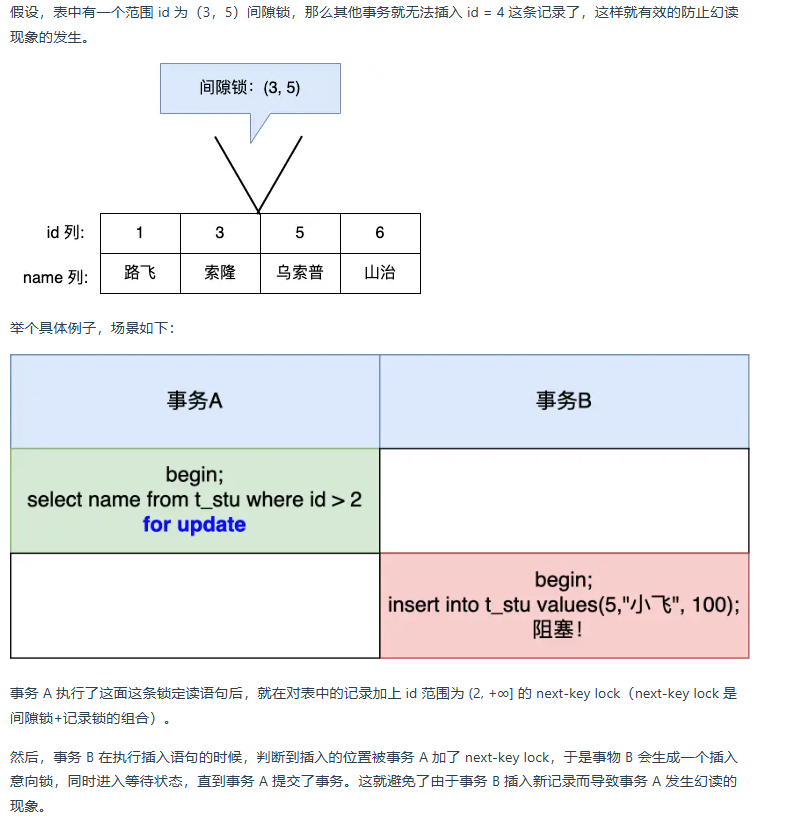 假设，表中有一个范围 id 为（3，5）间隙锁，那么其他事务就无法插入 id = 4 这条记录了，这样就有效的防止幻读
现象的发生。
间隙锁：(3, 5)
id 列:
1
3
5
6
name 列:
路飞
索隆
乌索普
山治
举个具体例子，场景如下：
事务A
事务B
begin;
select name from t_stu where id > 2
for update
begin;
insert into t_stu values(5,"小飞", 100);
阻塞！
事务 A 执行了这面这条锁定读语句后，就在对表中的记录加上 id 范围为 (2, +∞] 的 next-key lock（next-key lock 是
间隙锁+记录锁的组合）。
然后，事务 B 在执行插入语句的时候，判断到插入的位置被事务 A 加了 next-key lock，于是事物 B 会生成一个插入
意向锁，同时进入等待状态，直到事务 A 提交了事务。这就避免了由于事务 B 插入新记录而导致事务 A 发生幻读的
现象。